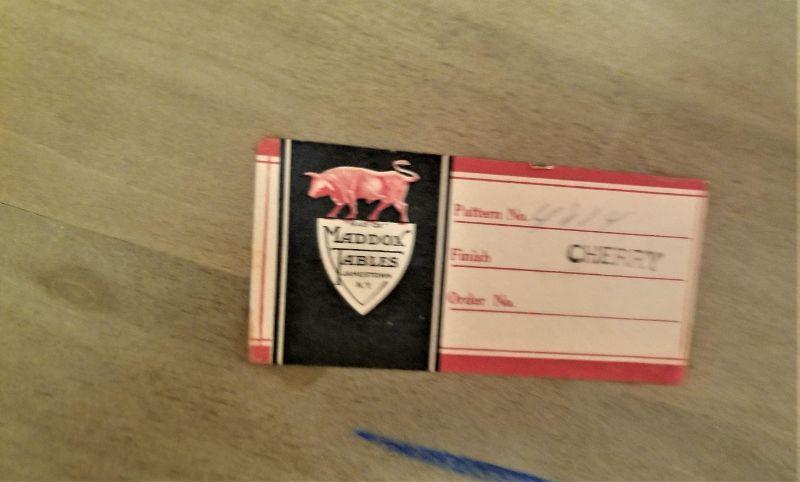 MADDOX
TABLES
JAMESTOWN
N.Y.
Pattern No.
Finish CHERRY
Order No.